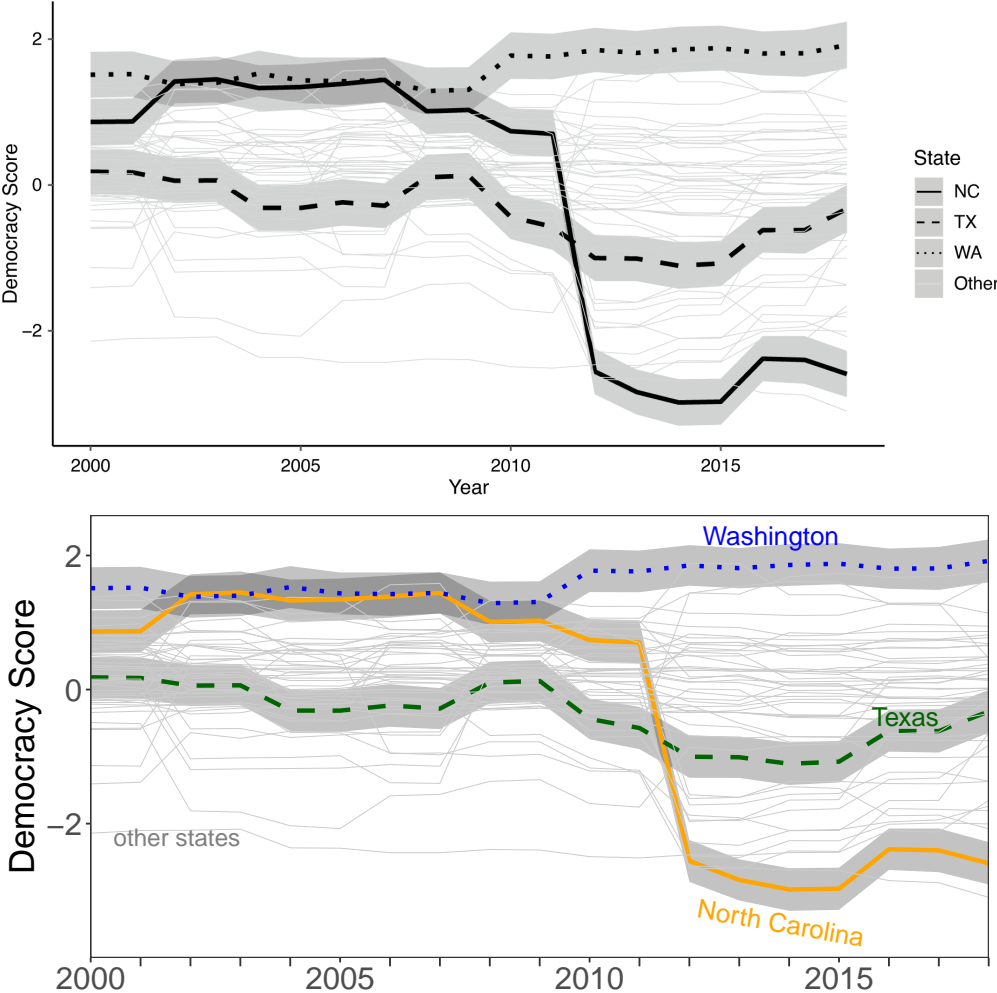 2
0
−2
Democracy Score
2000
2005
2010
2015
Year
State
NC
TX
WA
Other
2
0
−2
Democracy Score
Washington
Texas
other states
North Carolina
2000
2005
2010
2015